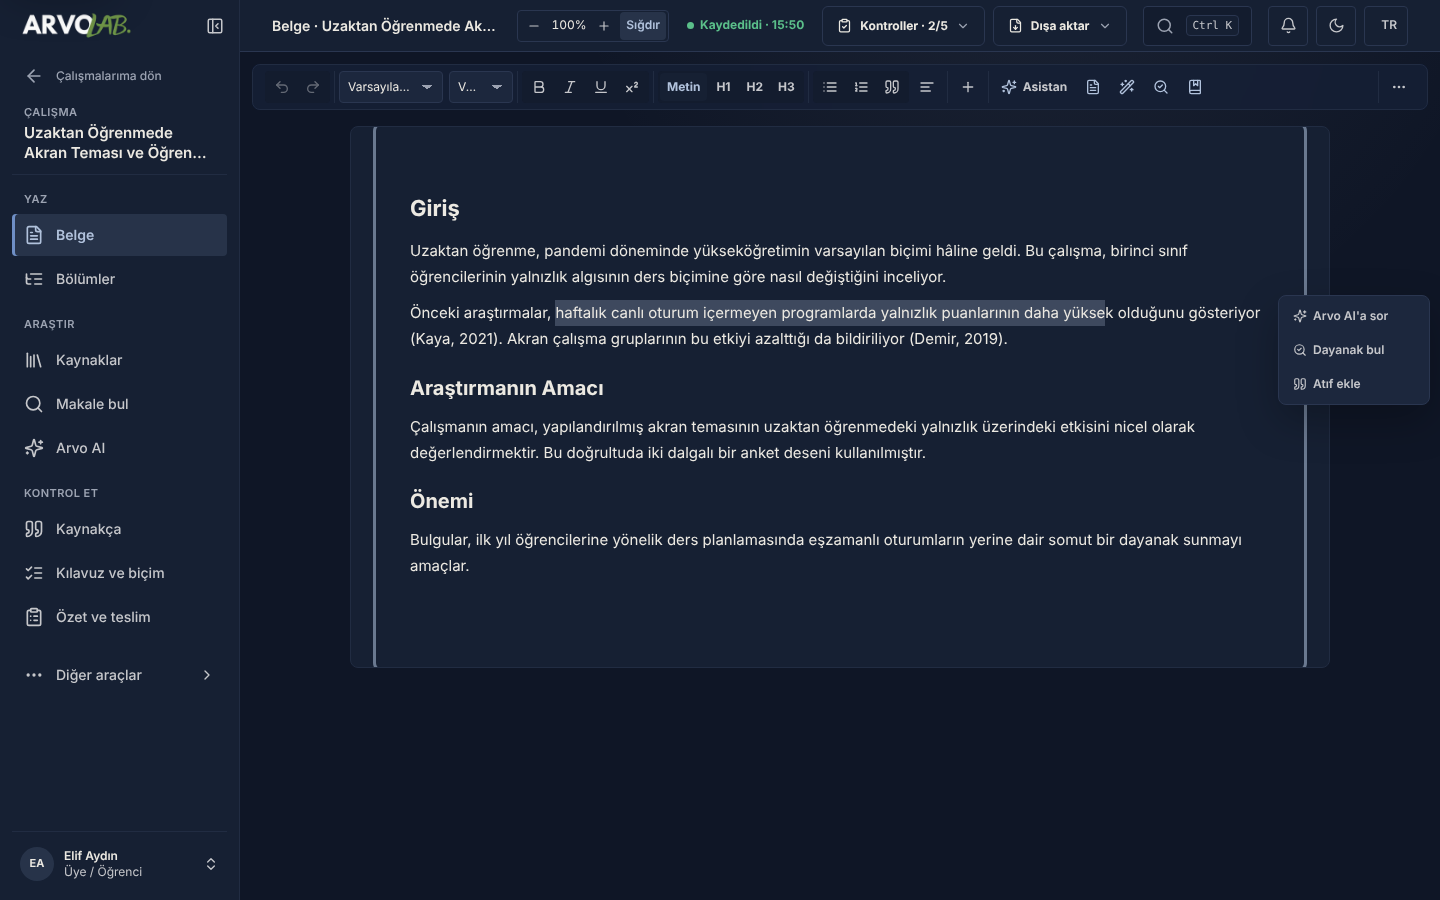 ARVOLAB.
Çalışmalarıma dön
ÇALIŞMA
Uzaktan Öğrenmede
Akran Teması ve Öğren...
YAZ
Belge
Bölümler
ARAŞTIR
Kaynaklar
Makale bul
Arvo AI
KONTROL ET
Kaynakça
Kılavuz ve biçim
Özet ve teslim
Diğer araçlar
EA
Elif Aydın
Üye / Öğrenci
Belge · Uzaktan Öğrenmede Ak...
100%
Sığdır
Kaydedildi · 15:50
Kontroller · 2/5
Dışa aktar
Ctrl K
TR
Varsayıla...
V...
B I U x²
Metin H1 H2 H3
Asistan
Giriş
Uzaktan öğrenme, pandemi döneminde yükseköğretimin varsayılan biçimi hâline geldi. Bu çalışma, birinci sınıf
öğrencilerinin yalnızlık algısının ders biçimine göre nasıl değiştiğini inceliyor.
Önceki araştırmalar, haftalık canlı oturum içermeyen programlarda yalnızlık puanlarının daha yüksek olduğunu gösteriyor
(Kaya, 2021). Akran çalışma gruplarının bu etkiyi azalttığı da bildiriliyor (Demir, 2019).
Araştırmanın Amacı
Çalışmanın amacı, yapılandırılmış akran temasının uzaktan öğrenmedeki yalnızlık üzerindeki etkisini nicel olarak
değerlendirmektir. Bu doğrultuda iki dalgalı bir anket deseni kullanılmıştır.
Önemi
Bulgular, ilk yıl öğrencilerine yönelik ders planlamasında eşzamanlı oturumların yerine dair somut bir dayanak sunmayı
amaçlar.
Arvo AI'a sor
Dayanak bul
Atıf ekle